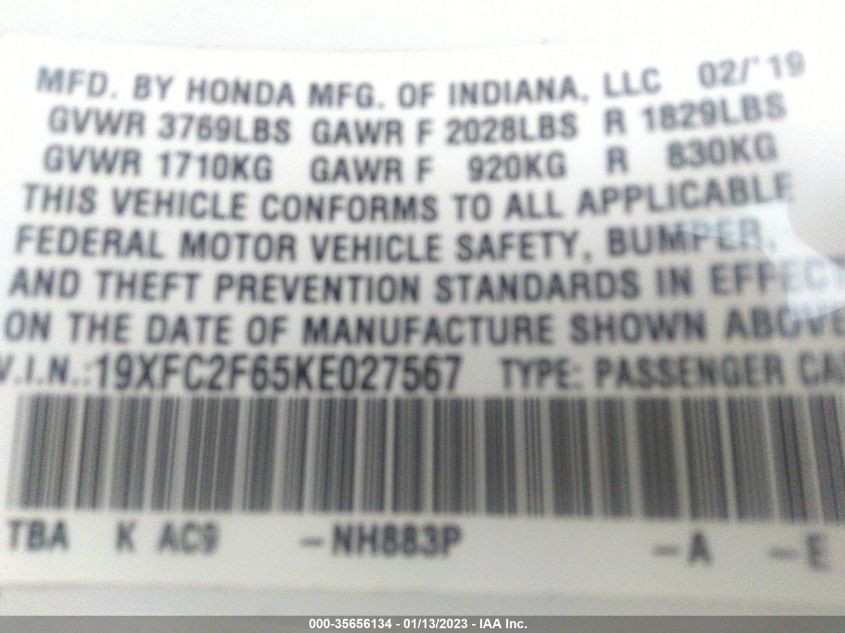 MFD. BY HONDA MFG. OF INDIANA, LLC 02/19
GVWR 3769LBS GAWR F 2028LBS R 1829LBS
GVWR 1710KG GAWR F 920KG R 830KG
THIS VEHICLE CONFORMS TO ALL APPLICABLE
FEDERAL MOTOR VEHICLE SAFETY, BUMPER,
AND THEFT PREVENTION STANDARDS IN EFFECT
ON THE DATE OF MANUFACTURE SHOWN ABOVE
V.I.N.:19XFC2F65KE027567 TYPE: PASSENGER CA
TBA K AC9 -NH883P -A -E
000-35656134 - 01/13/2023 - IAA Inc.